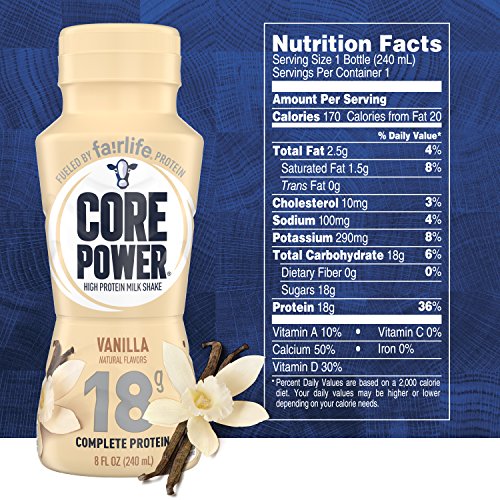 FUELED BY fa!rlife® PROTEIN
CORE
POWER®
HIGH PROTEIN MILK SHAKE
VANILLA
NATURAL FLAVORS
18g
COMPLETE PROTEIN
8 FL OZ (240 mL)
Nutrition Facts
Serving Size 1 Bottle (240 mL)
Servings Per Container 1
Amount Per Serving
Calories 170 Calories from Fat 20
% Daily Value*
Total Fat 2.5g 4%
Saturated Fat 1.5g 8%
Trans Fat 0g
Cholesterol 10mg 3%
Sodium 100mg 4%
Potassium 290mg 8%
Total Carbohydrate 18g 6%
Dietary Fiber 0g 0%
Sugars 18g
Protein 18g 36%
Vitamin A 10% • Vitamin C 0%
Calcium 50% • Iron 0%
Vitamin D 30%
*Percent Daily Values are based on a 2,000 calorie
diet. Your daily values may be higher or lower
depending on your calorie needs.